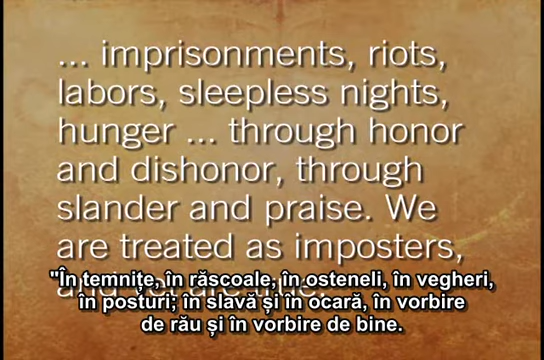 ... imprisonments, riots,
labors, sleepless nights,
hunger ... through honor
and dishonor, through
slander and praise. We
are treated as imposters,
"În temnițe, în răscoale, în osteneli, în vegheri,
în posturi; în slavă și în ocară, în vorbire
de rău și în vorbire de bine.